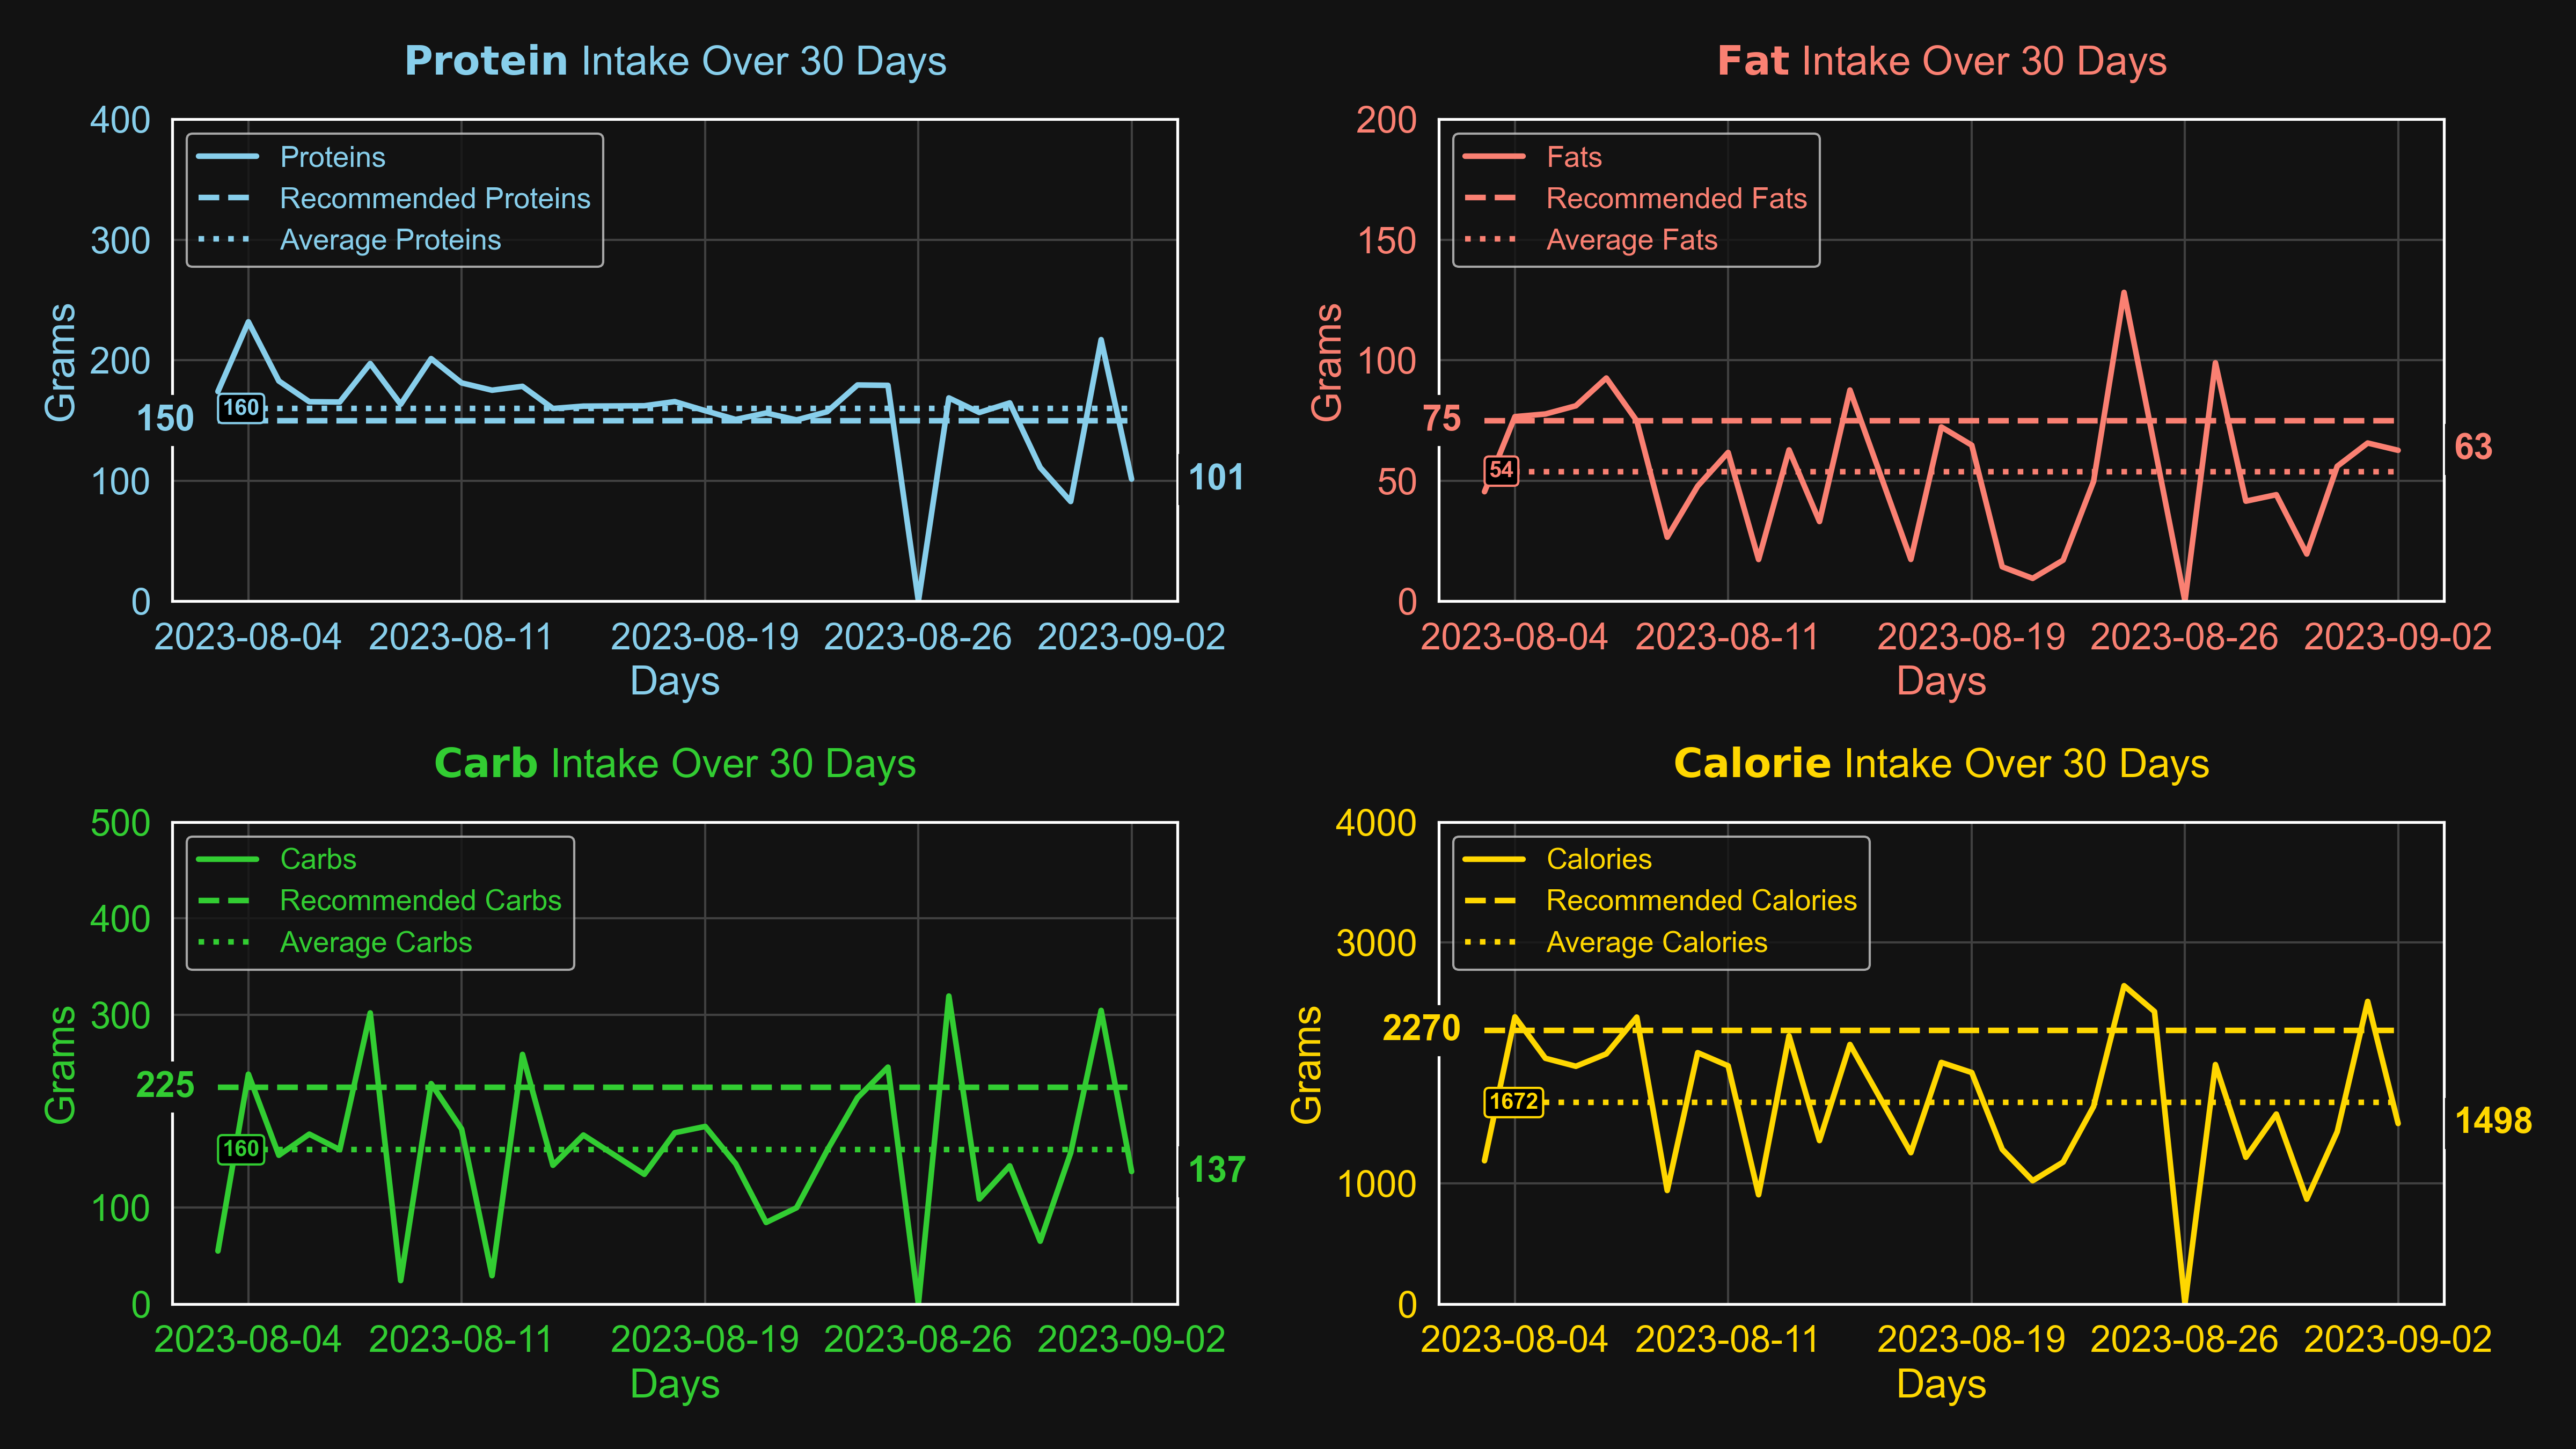 Protein Intake Over 30 Days
400
300
200
100
0
150
160
101
Grams
Proteins
Recommended Proteins
Average Proteins
2023-08-04
2023-08-11
2023-08-19
2023-08-26
2023-09-02
Days
Fat Intake Over 30 Days
200
150
100
50
0
75
54
63
Grams
Fats
Recommended Fats
Average Fats
2023-08-04
2023-08-11
2023-08-19
2023-08-26
2023-09-02
Days
Carb Intake Over 30 Days
500
400
300
100
0
225
160
137
Grams
Carbs
Recommended Carbs
Average Carbs
2023-08-04
2023-08-11
2023-08-19
2023-08-26
2023-09-02
Days
Calorie Intake Over 30 Days
4000
3000
1000
0
2270
1672
1498
Grams
Calories
Recommended Calories
Average Calories
2023-08-04
2023-08-11
2023-08-19
2023-08-26
2023-09-02
Days